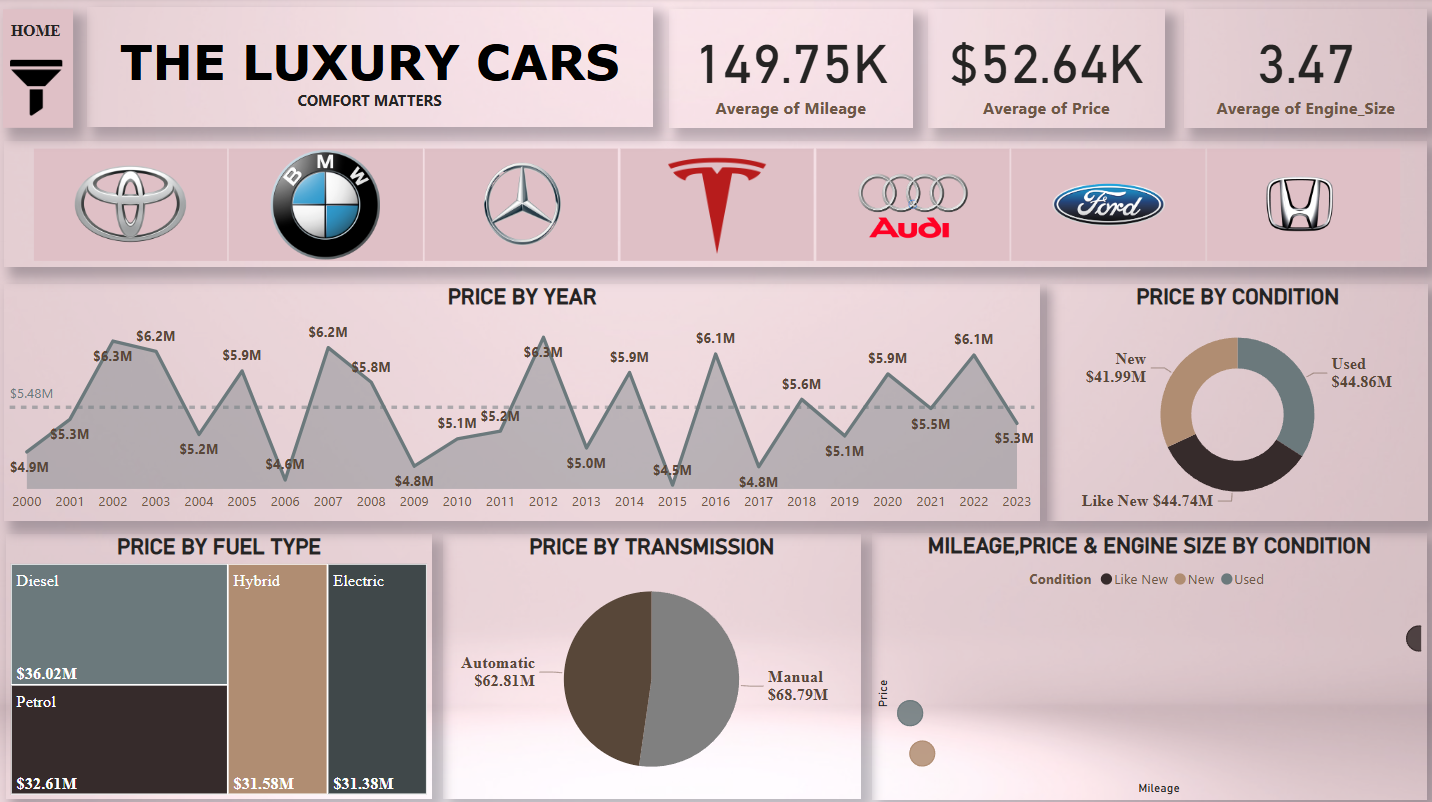 HOME
THE LUXURY CARS
COMFORT MATTERS
149.75K
Average of Mileage
$52.64K
Average of Price
3.47
Average of Engine_Size
BMW
Audi
Ford
PRICE BY YEAR
$5.48M
$4.9M
$5.3M
$6.3M
$6.2M
$5.2M
$5.9M
$4.6M
$6.2M
$5.8M
$4.8M
$5.1M
$5.2M
$6.3M
$5.0M
$5.9M
$4.5M
$6.1M
$4.8M
$5.6M
$5.1M
$5.9M
$5.5M
$6.1M
$5.3M
2000 2001 2002 2003 2004 2005 2006 2007 2008 2009 2010 2011 2012 2013 2014 2015 2016 2017 2018 2019 2020 2021 2022 2023
PRICE BY CONDITION
New
$41.99M
Used
$44.86M
Like New $44.74M
PRICE BY FUEL TYPE
Diesel
$36.02M
Petrol
$32.61M
Hybrid
$31.58M
Electric
$31.38M
PRICE BY TRANSMISSION
Automatic
$62.81M
Manual
$68.79M
MILEAGE,PRICE & ENGINE SIZE BY CONDITION
Condition Like New New Used
Price
Mileage